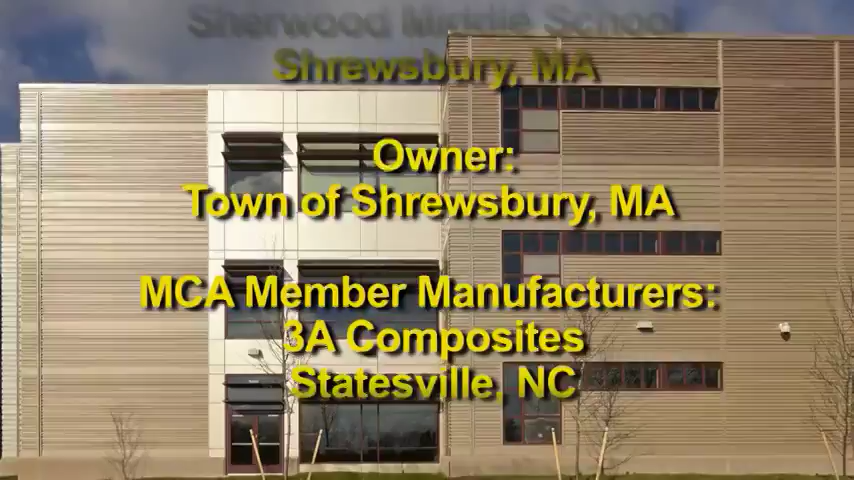 Sherwood Middle School
Shrewsbury, MA
Owner:
Town of Shrewsbury, MA
MCA Member Manufacturers:
3A Composites
Statesville, NC